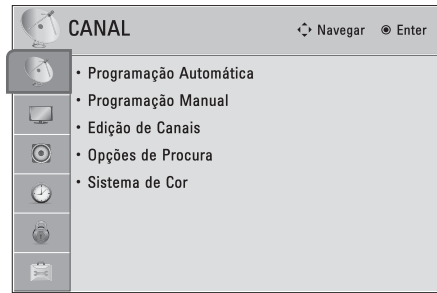 CANAL
Navegar Enter
• Programação Automática
• Programação Manual
• Edição de Canais
• Opções de Procura
• Sistema de Cor